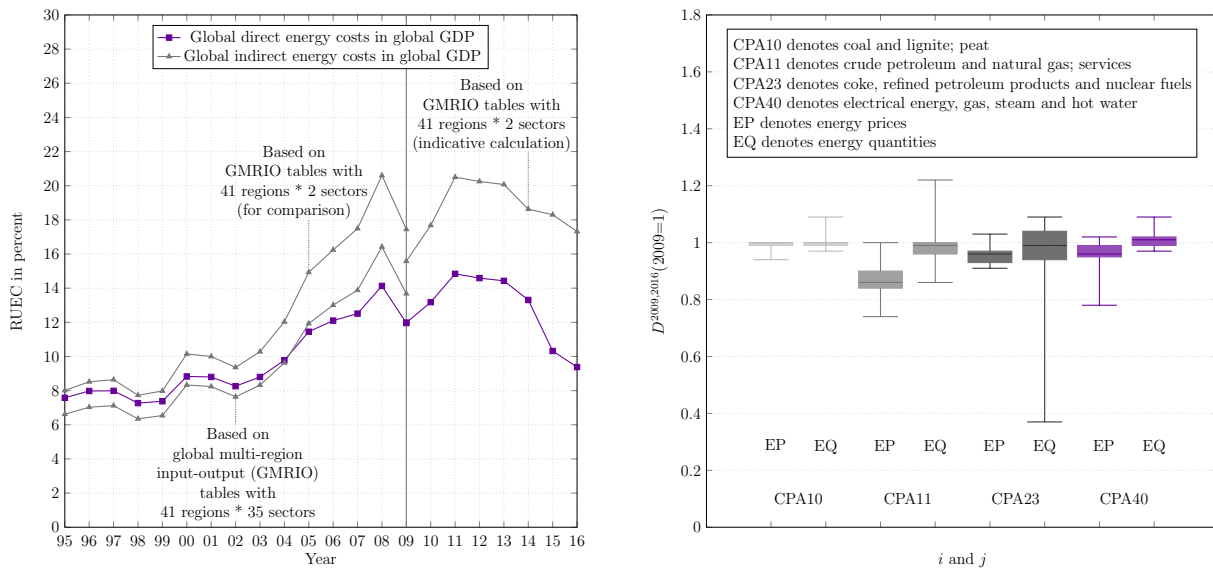 Global direct energy costs in global GDP
Global indirect energy costs in global GDP
Based on
GMRIO tables with
41 regions * 2 sectors
(indicative calculation)
Based on
GMRIO tables with
41 regions * 2 sectors
(for comparison)
Based on
global multi-region
input-output (GMRIO)
tables with
41 regions * 35 sectors
RUEC in percent
30
28
26
24
22
20
18
16
14
12
10
8
6
4
2
0
95 96 97 98 99 00 01 02 03 04 05 06 07 08 09 10 11 12 13 14 15 16
Year
CPA10 denotes coal and lignite; peat
CPA11 denotes crude petroleum and natural gas; services
CPA23 denotes coke, refined petroleum products and nuclear fuels
CPA40 denotes electrical energy, gas, steam and hot water
EP denotes energy prices
EQ denotes energy quantities
D^{2009,2016}(2009=1)
1.8
1.6
1.4
1.2
1
0.8
0.6
0.4
0.2
0
EP EQ EP EQ EP EQ EP EQ
CPA10 CPA11 CPA23 CPA40
i and j